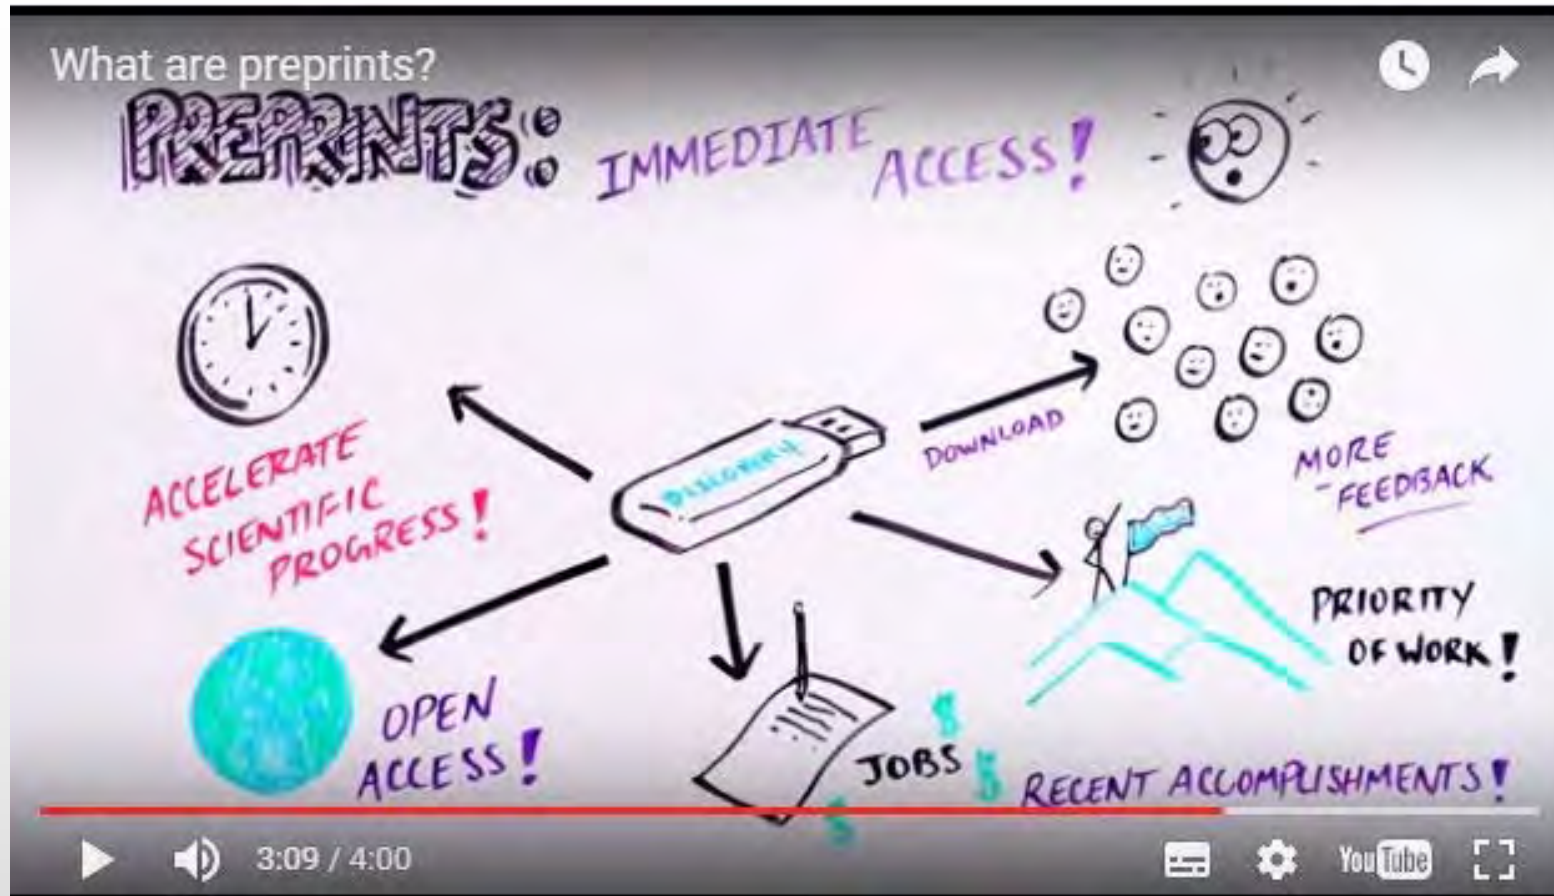 What are preprints?
PREPRINTS:
IMMEDIATE ACCESS!
ACCELERATE
SCIENTIFIC
PROGRESS!
DISCOVERY
DOWNLOAD
MORE
FEEDBACK
PRIORITY
OF WORK!
OPEN
ACCESS!
JOBS
$
$
$
RECENT ACCOMPLISHMENTS!
3:09 / 4:00
YouTube